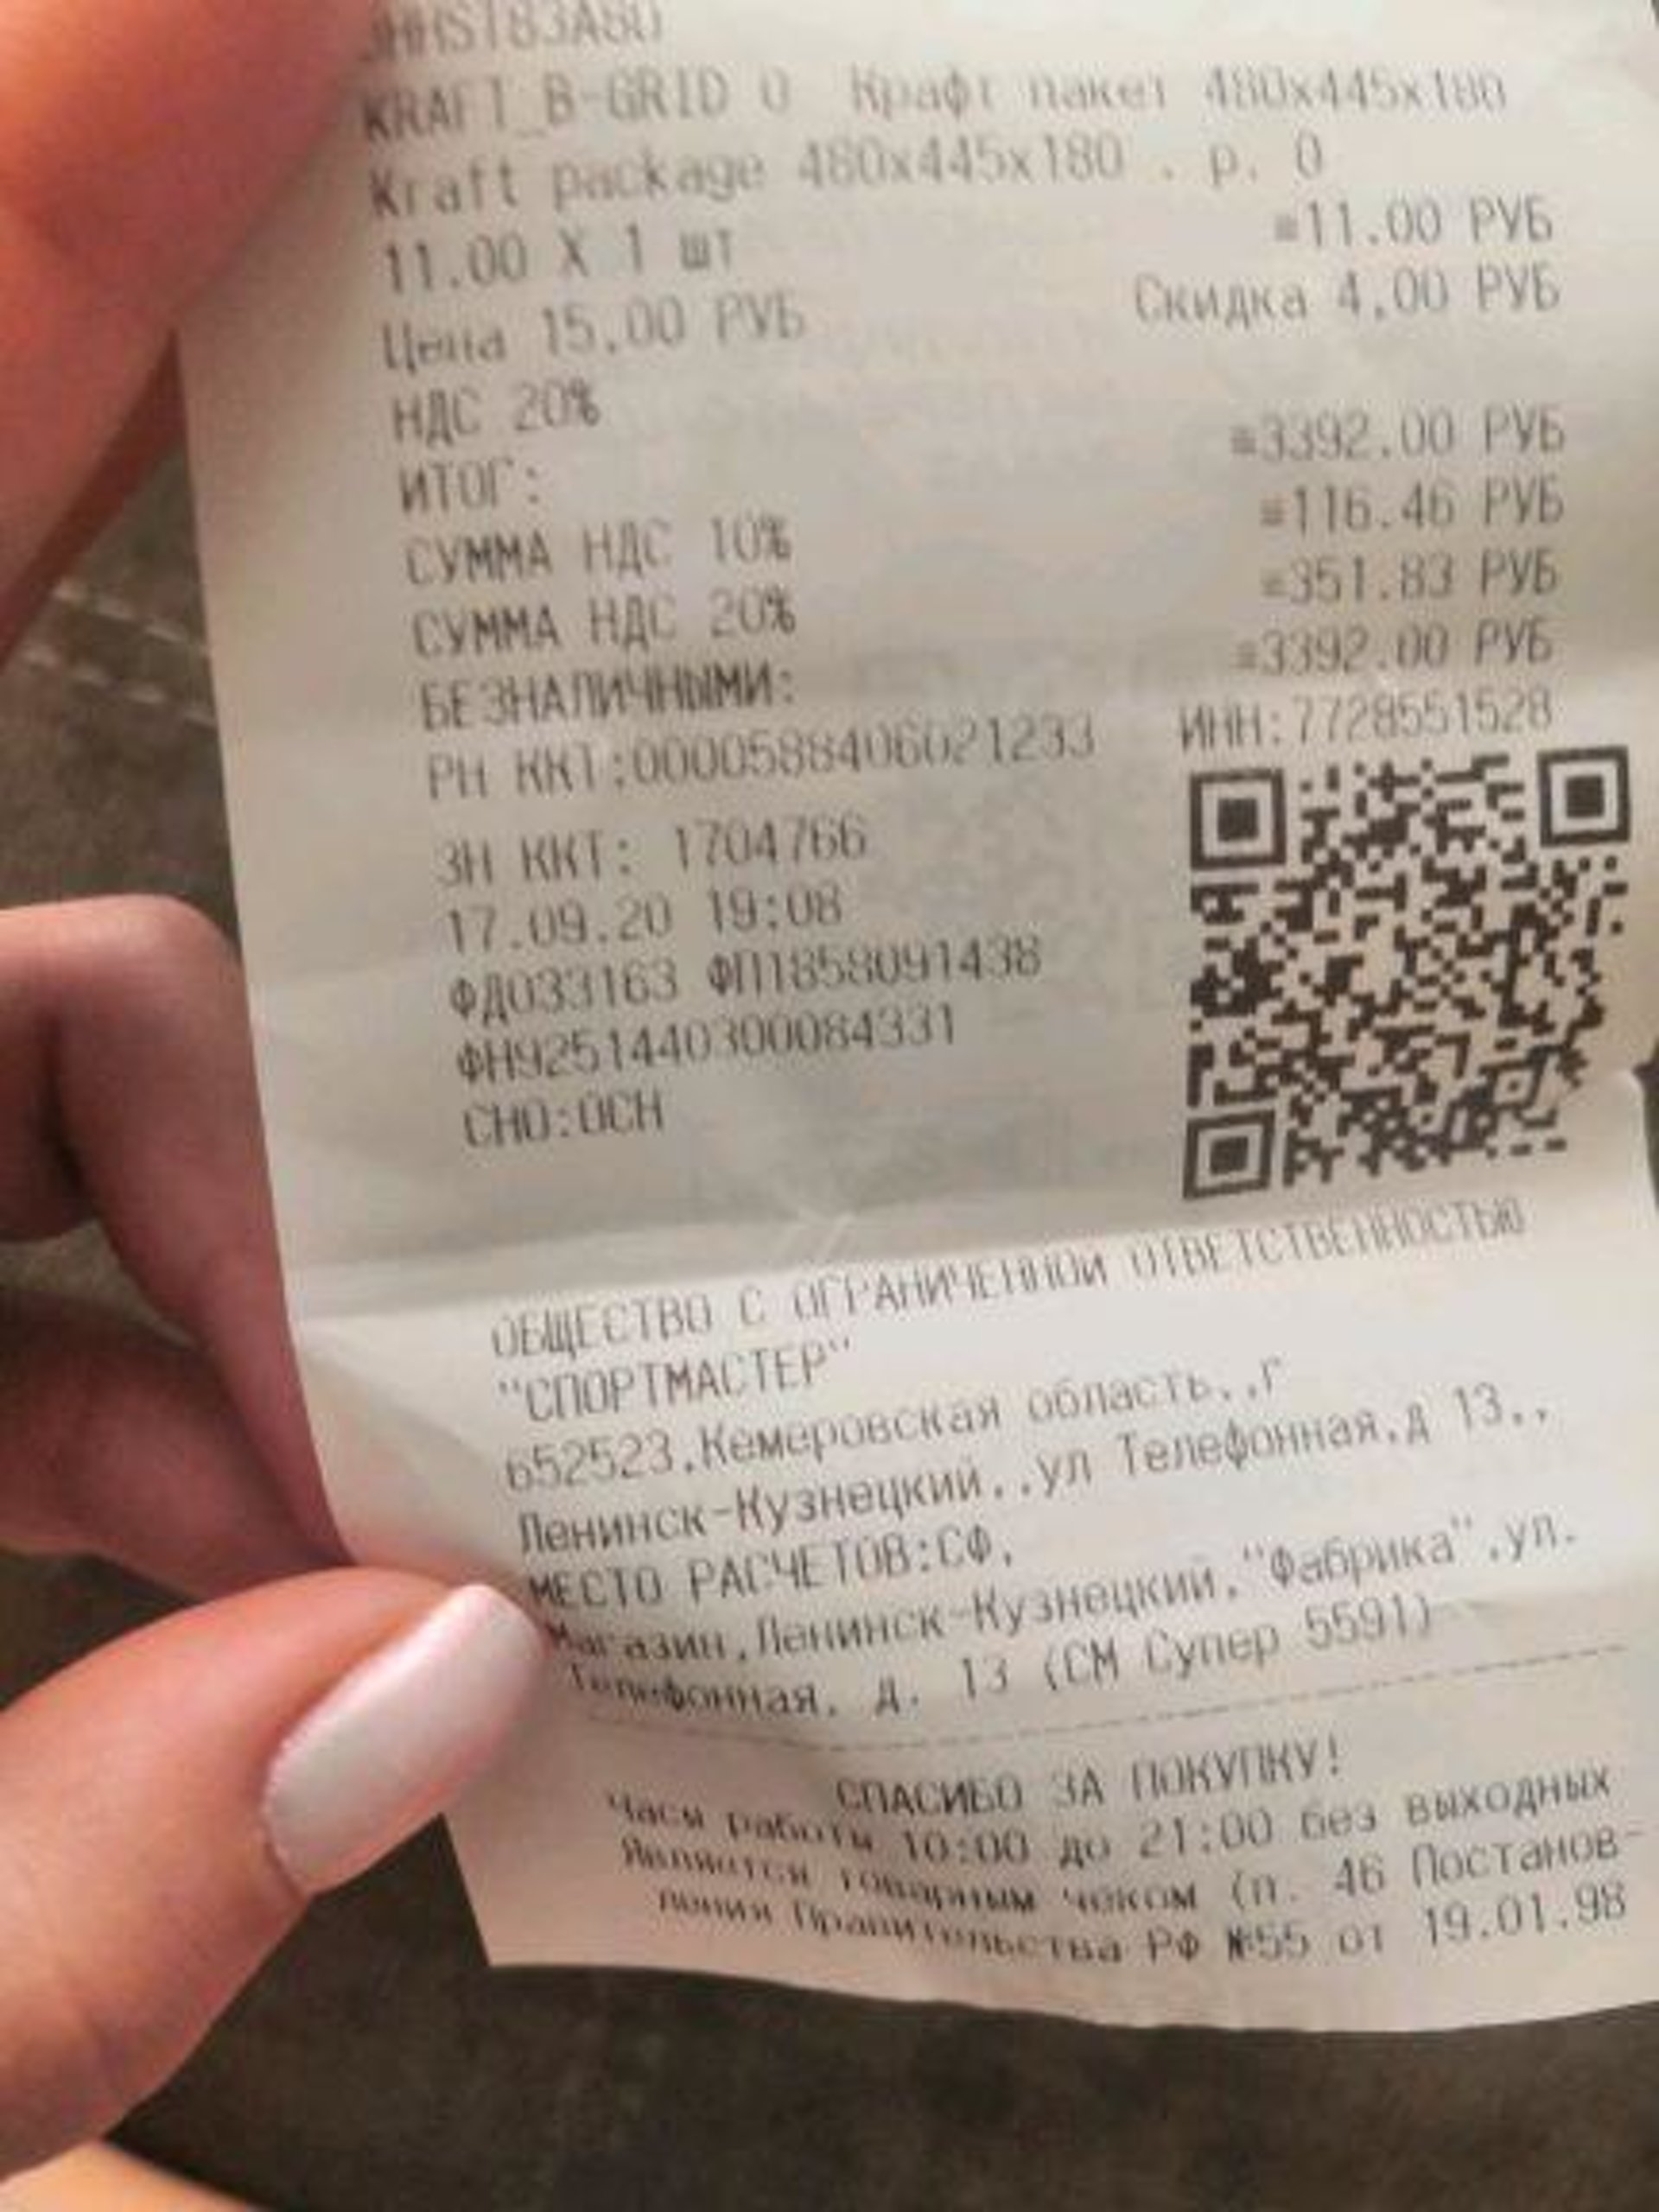 KRAFT_B-GRID 0 Крафт пакет 480x445x180
Kraft package 480x445x180 . р. 0
11.00 X 1 шт ≡11.00 РУБ
Цена 15.00 РУБ Скидка 4.00 РУБ
НДС 20%
ИТОГ: ≡3392.00 РУБ
СУММА НДС 10% ≡116.46 РУБ
СУММА НДС 20% ≡351.83 РУБ
БЕЗНАЛИЧНЫМИ: ≡3392.00 РУБ
РН ККТ:0000588406021233 ИНН:7728551528
ЗН ККТ: 1704766
17.09.20 19:08
ФД033163 ФП1858091438
ФН9251440300084331
СНО:ОСН
ОБЩЕСТВО С ОГРАНИЧЕННОЙ ОТВЕТСТВЕННОСТЬЮ
"СПОРТМАСТЕР"
652523,Кемеровская область,,г
Ленинск-Кузнецкий,,ул Телефонная,д 13,,
МЕСТО РАСЧЕТОВ:СФ,
Магазин,Ленинск-Кузнецкий,"Фабрика",ул.
Телефонная, д. 13 (СМ Супер 5591)
СПАСИБО ЗА ПОКУПКУ!
Часы работы 10:00 до 21:00 без выходных
Является товарным чеком (п. 46 Постанов-
ления Правительства РФ №55 от 19.01.98